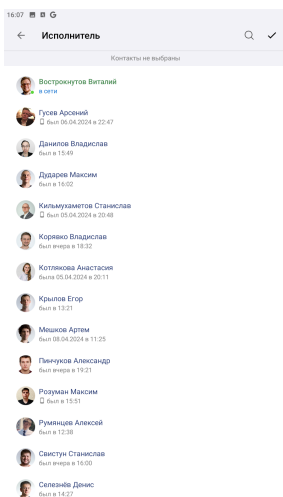 16:07 G
Исполнитель
Контакты не выбраны
Вострокнутов Виталий
в сети
Гусев Арсений
был 06.04.2024 в 22:47
Данилов Владислав
был в 15:49
Дударев Максим
был в 16:02
Кильмухаметов Станислав
был 05.04.2024 в 20:48
Корявко Владислав
был вчера в 18:32
Котлякова Анастасия
была 05.04.2024 в 20:11
Крылов Егор
был в 13:21
Мешков Артем
был 08.04.2024 в 11:25
Пинчуков Александр
был вчера в 19:21
Розуман Максим
был в 15:51
Румянцев Алексей
был в 12:38
Свистун Станислав
был вчера в 16:00
Селезнёв Денис
был в 14:27